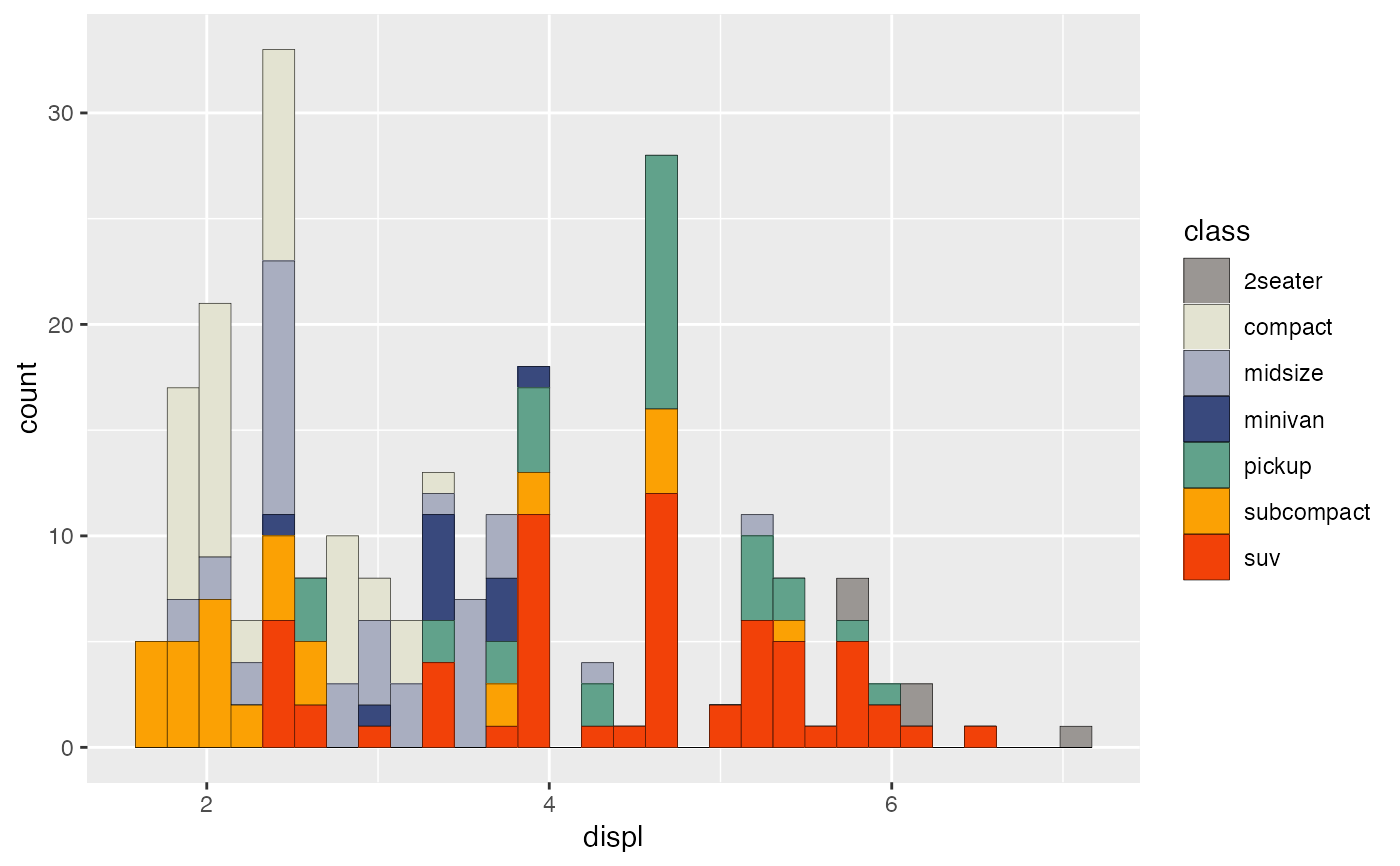 30
20
10
0
count
2
4
6
displ
class
2seater
compact
midsize
minivan
pickup
subcompact
suv